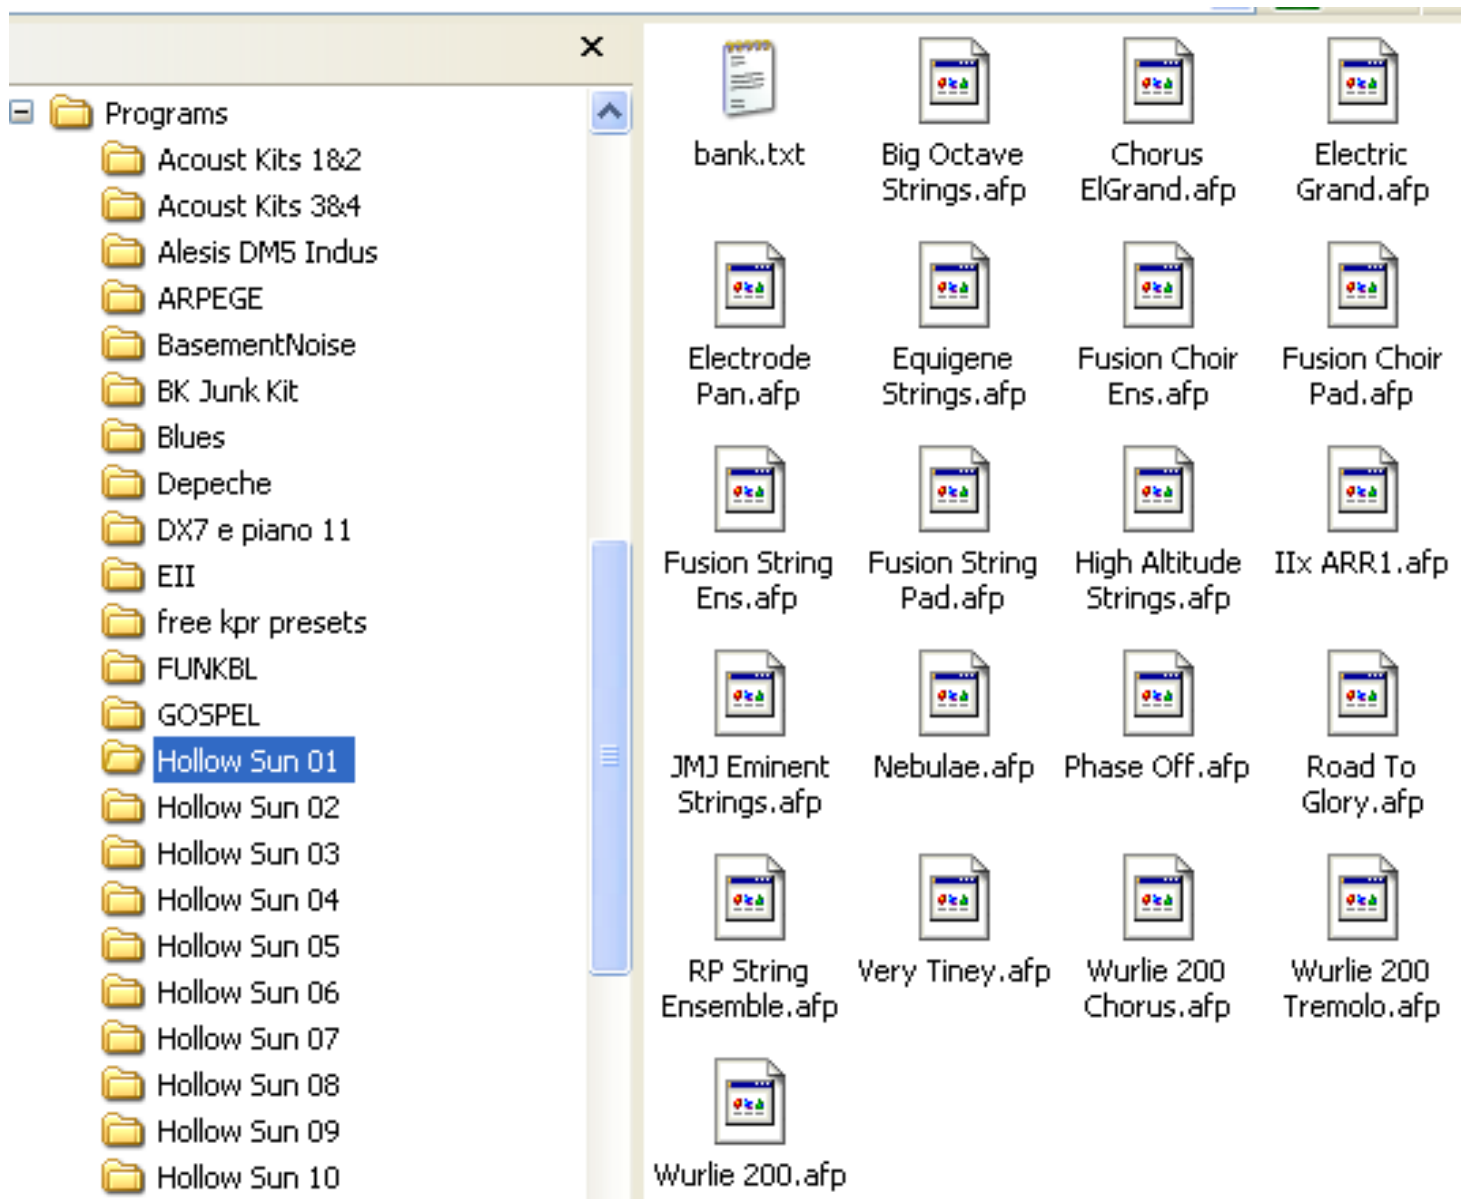 Programs
Acoust Kits 1&2
Acoust Kits 3&4
Alesis DM5 Indus
ARPEGE
BasementNoise
BK Junk Kit
Blues
Depeche
DX7 e piano 11
EII
free kpr presets
FUNKBL
GOSPEL
Hollow Sun 01
Hollow Sun 02
Hollow Sun 03
Hollow Sun 04
Hollow Sun 05
Hollow Sun 06
Hollow Sun 07
Hollow Sun 08
Hollow Sun 09
Hollow Sun 10
bank.txt
Big Octave
Strings.afp
Chorus
ElGrand.afp
Electric
Grand.afp
Electrode
Pan.afp
Equigene
Strings.afp
Fusion Choir
Ens.afp
Fusion Choir
Pad.afp
Fusion String
Ens.afp
Fusion String
Pad.afp
High Altitude
Strings.afp
IIx ARR1.afp
JMJ Eminent
Strings.afp
Nebulae.afp
Phase Off.afp
Road To
Glory.afp
RP String
Ensemble.afp
Very Tiney.afp
Wurlie 200
Chorus.afp
Wurlie 200
Tremolo.afp
Wurlie 200.afp